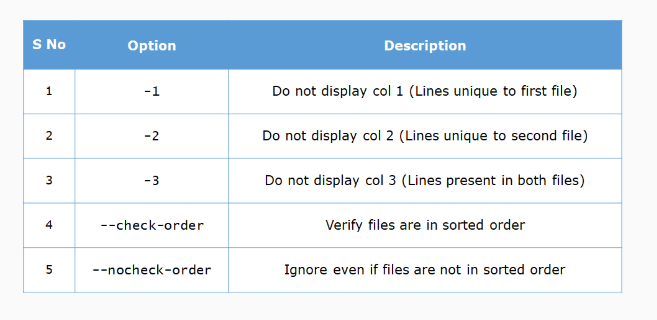 S No Option Description
1 -1 Do not display col 1 (Lines unique to first file)
2 -2 Do not display col 2 (Lines unique to second file)
3 -3 Do not display col 3 (Lines present in both files)
4 --check-order Verify files are in sorted order
5 --nocheck-order Ignore even if files are not in sorted order